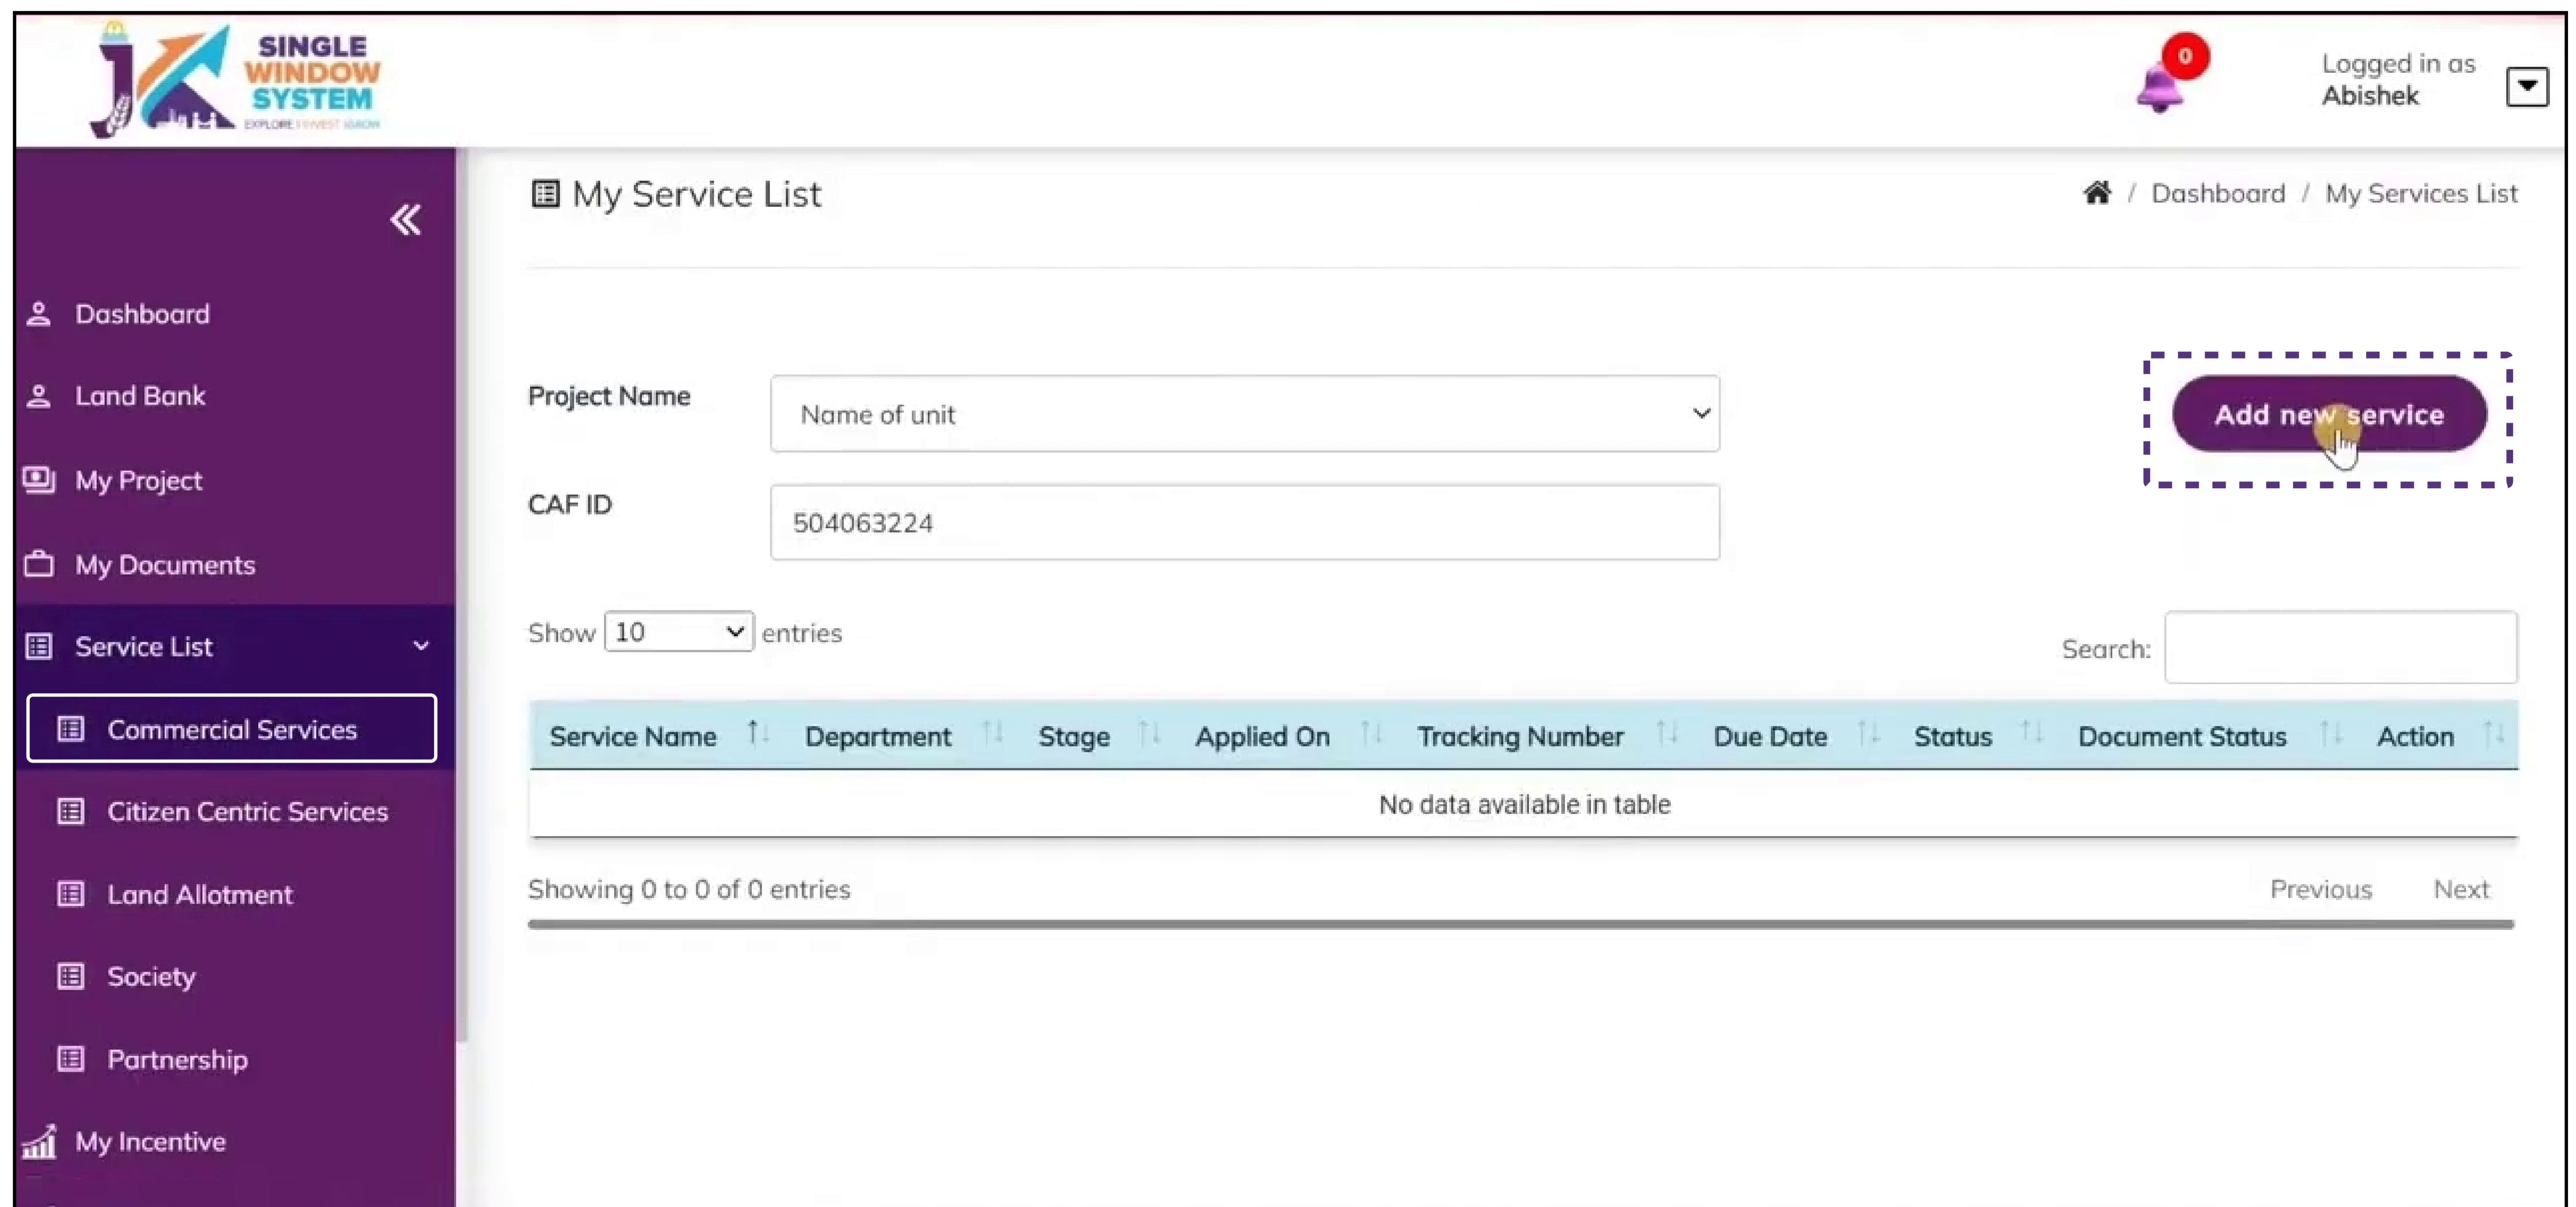 SINGLE
WINDOW
SYSTEM
EXPLORE INVEST GROW
0
Logged in as
Abishek
My Service List
/ Dashboard / My Services List
Dashboard
Land Bank
My Project
My Documents
Service List
Commercial Services
Citizen Centric Services
Land Allotment
Society
Partnership
My Incentive
Project Name
Name of unit
Add new service
CAF ID
504063224
Show 10 entries
Search:
Service Name Department Stage Applied On Tracking Number Due Date Status Document Status Action
No data available in table
Showing 0 to 0 of 0 entries
Previous Next